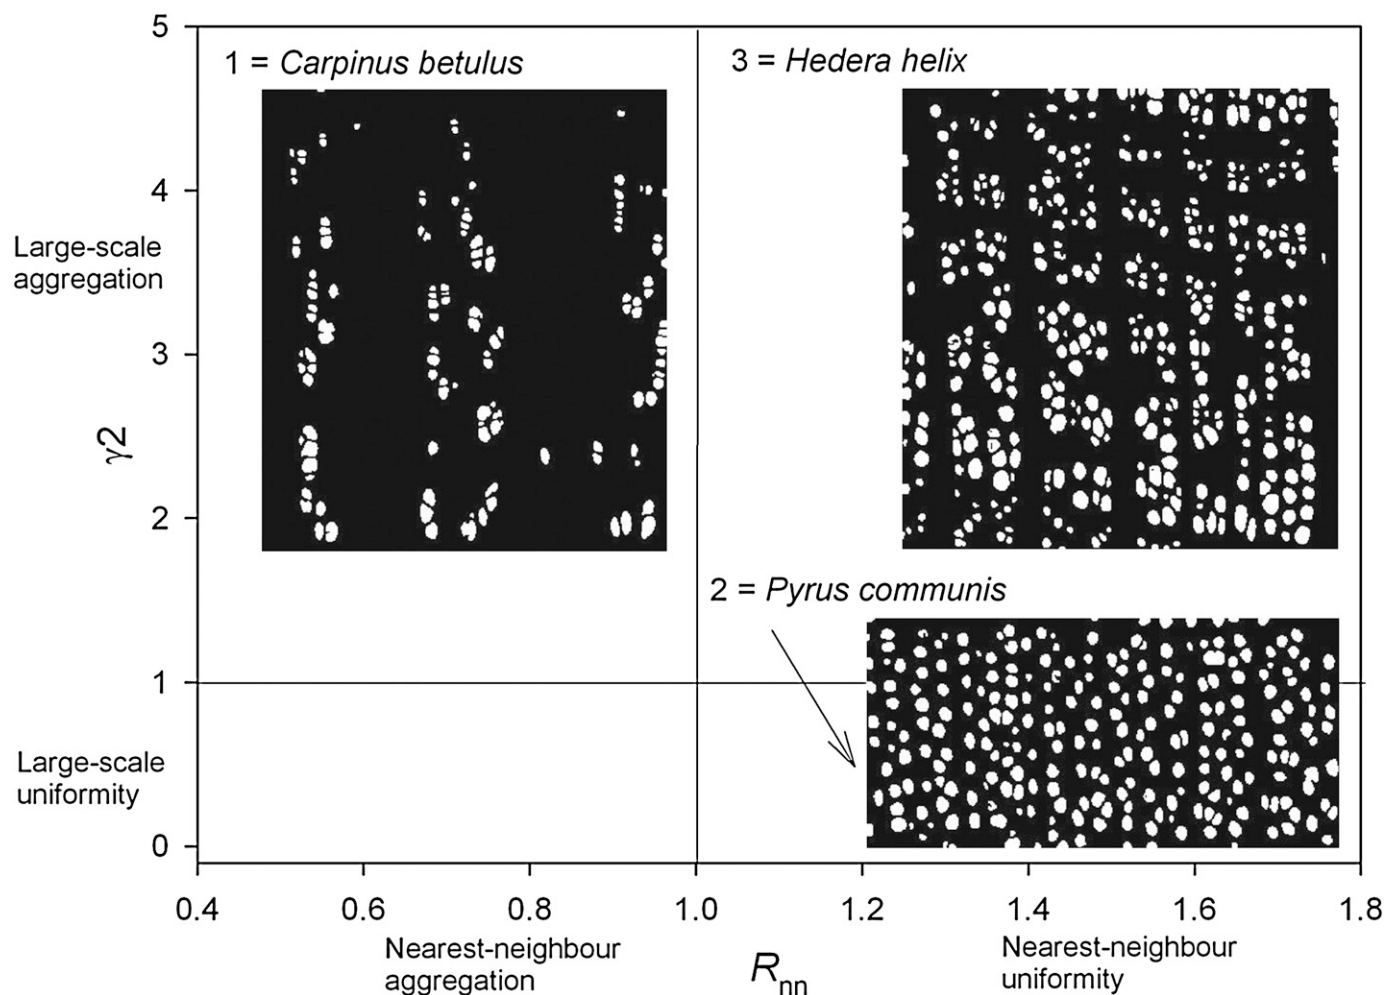 5
1 = Carpinus betulus
3 = Hedera helix
4
Large-scale
aggregation
3
γ2
2
2 = Pyrus communis
1
Large-scale
uniformity
0
0.4 0.6 0.8 1.0 1.2 1.4 1.6 1.8
Nearest-neighbour
aggregation
Rnn
Nearest-neighbour
uniformity